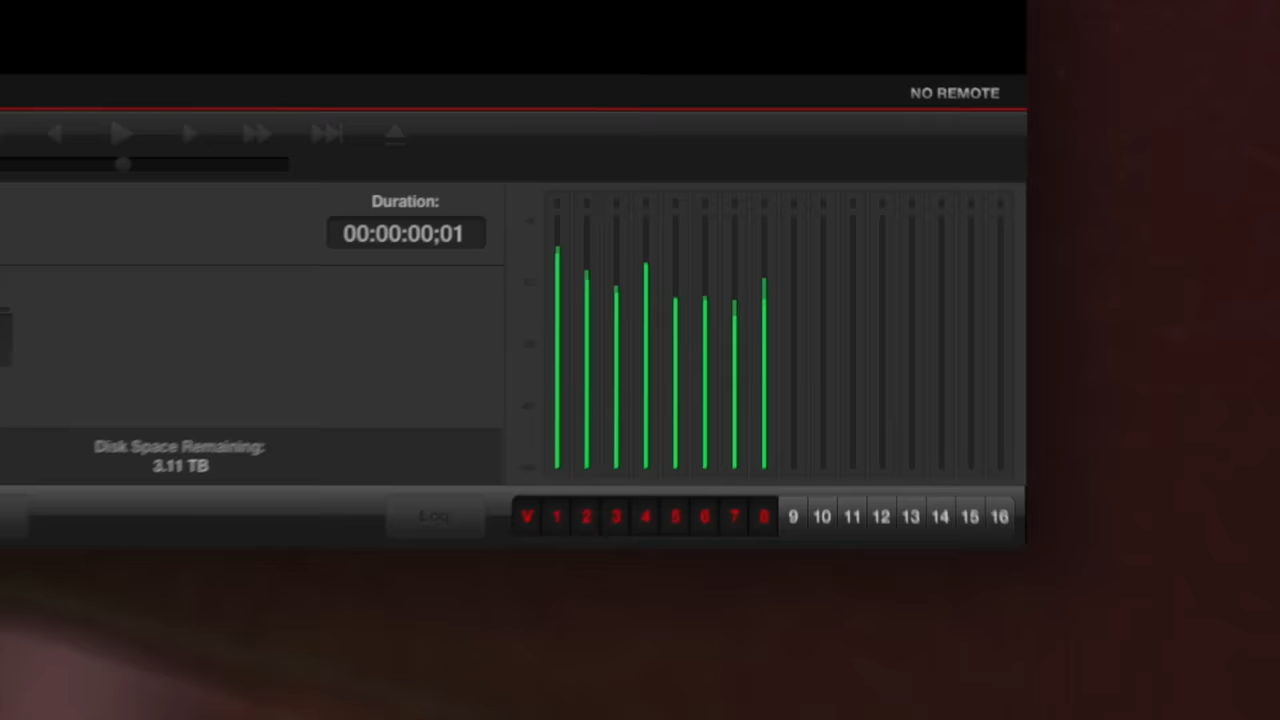 NO REMOTE
Duration:
00:00:00;01
Disk Space Remaining:
3.11 TB
Log
V 1 2 3 4 5 6 7 8 9 10 11 12 13 14 15 16